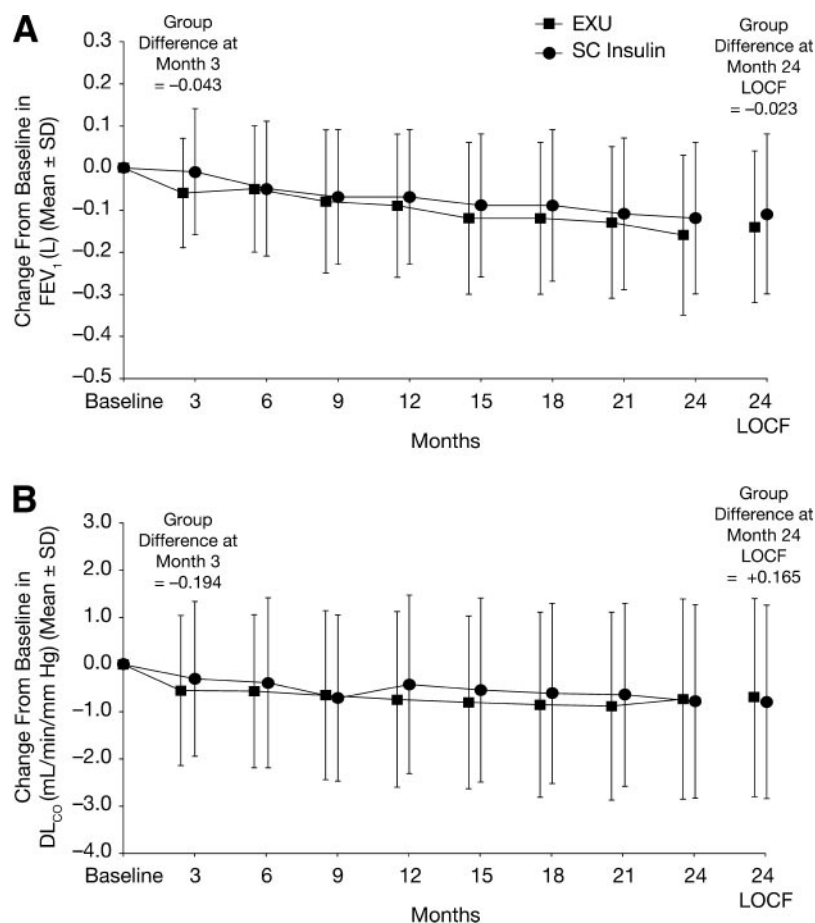 A
Group
Difference at
Month 3
= –0.043
EXU
SC Insulin
Group
Difference at
Month 24
LOCF
= –0.023
Change From Baseline in
FEV1 (L) (Mean ± SD)
0.3
0.2
0.1
0.0
–0.1
–0.2
–0.3
–0.4
–0.5
Baseline 3 6 9 12 15 18 21 24 24
LOCF
Months
B
Group
Difference at
Month 3
= –0.194
Group
Difference at
Month 24
LOCF
= +0.165
Change From Baseline in
DLCO (mL/min/mm Hg) (Mean ± SD)
3.0
2.0
1.0
0.0
–1.0
–2.0
–3.0
–4.0
Baseline 3 6 9 12 15 18 21 24 24
LOCF
Months